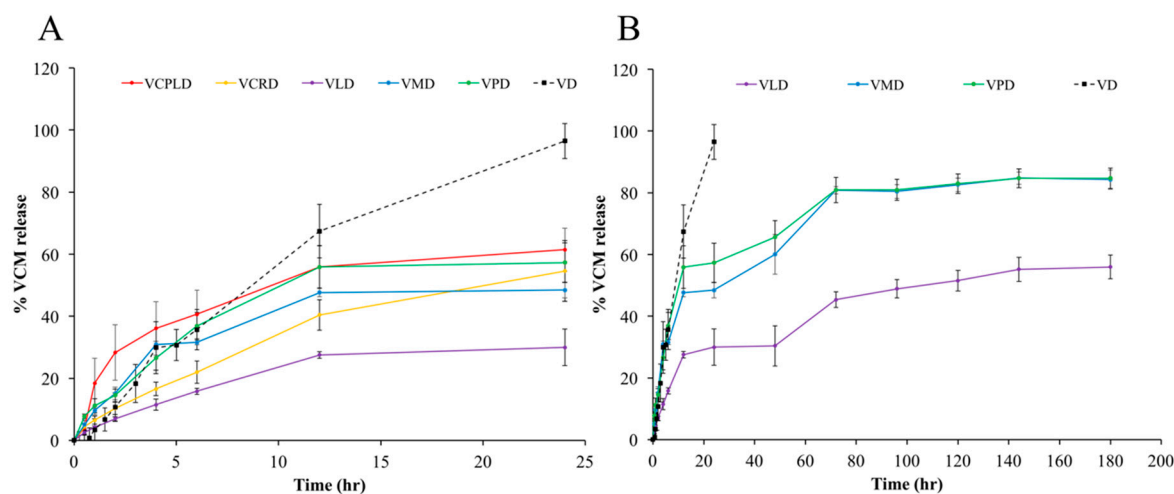 A
120
100
80
60
40
20
0
% VCM release
VCPLD VCRD VLD VMD VPD VD
0 5 10 15 20 25
Time (hr)
B
120
100
80
60
40
20
0
% VCM release
VLD VMD VPD VD
0 20 40 60 80 100 120 140 160 180 200
Time (hr)